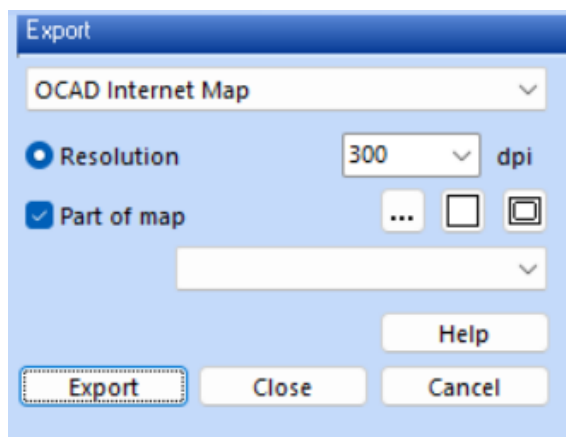 Export
OCAD Internet Map
Resolution 300 dpi
Part of map ...
Help
Export Close Cancel